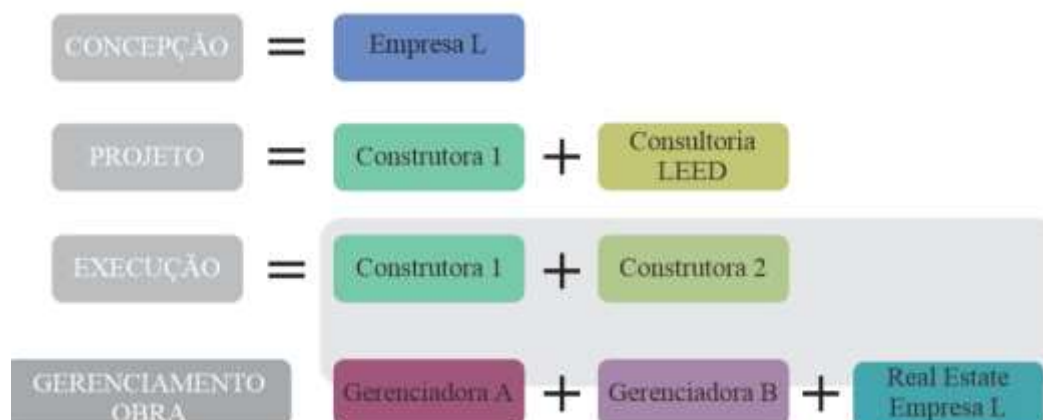 CONCEPÇÃO = Empresa L
PROJETO = Construtora 1 + Consultoria LEED
EXECUÇÃO = Construtora 1 + Construtora 2
GERENCIAMENTO OBRA Gerenciadora A + Gerenciadora B + Real Estate Empresa L